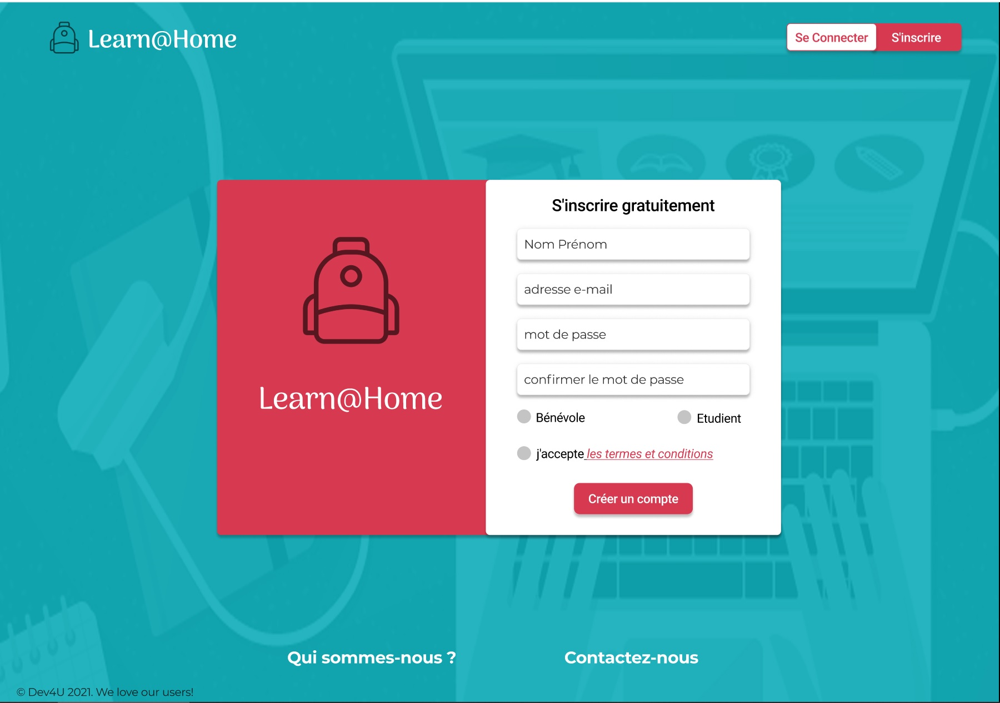 Learn@Home
Se Connecter
S'inscrire
S'inscrire gratuitement
Nom Prénom
adresse e-mail
mot de passe
confirmer le mot de passe
Learn@Home
Bénévole
Etudient
j'accepte les termes et conditions
Créer un compte
Qui sommes-nous ?
Contactez-nous
© Dev4U 2021. We love our users!